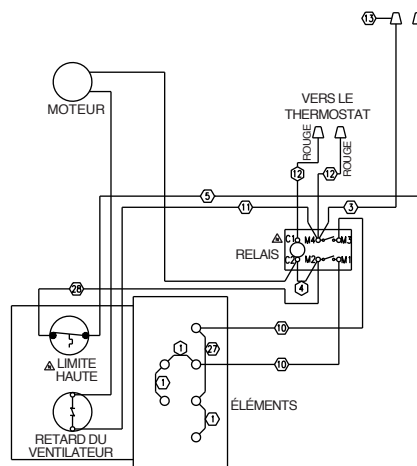 13
MOTEUR
VERS LE
THERMOSTAT
ROUGE
ROUGE
12
12
5
11
3
C1
M4
M3
RELAIS
C2
M2
M1
4
28
10
1
27
LIMITE
HAUTE
10
1
ÉLÉMENTS
1
RETARD DU
VENTILATEUR